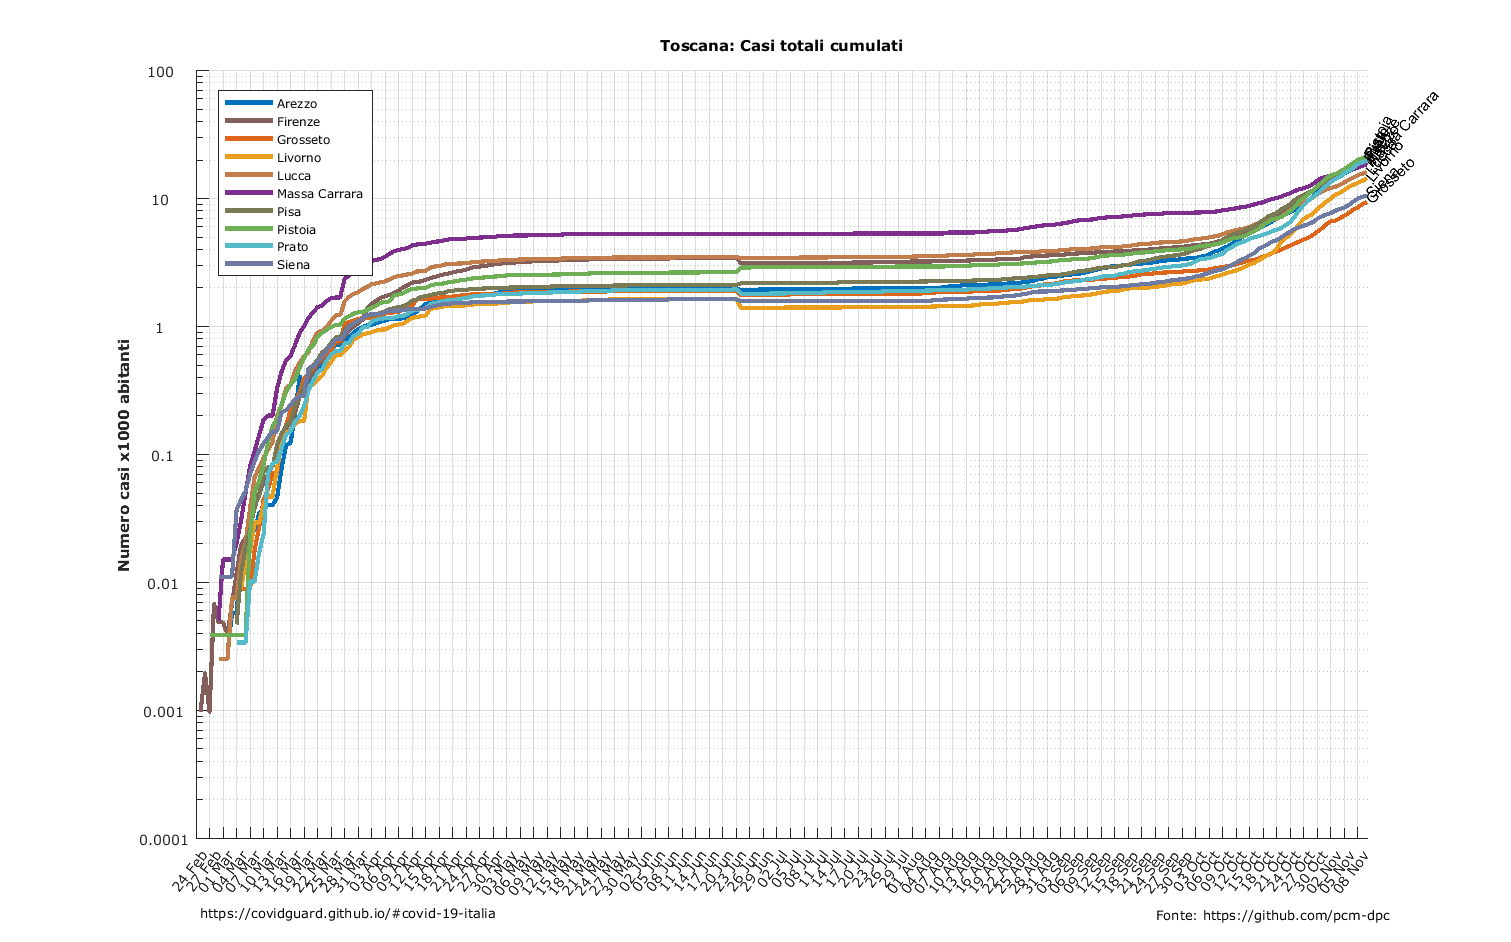 Toscana: Casi totali cumulati
100
10
1
0.1
0.01
0.001
0.0001
Numero casi x1000 abitanti
Arezzo
Firenze
Grosseto
Livorno
Lucca
Massa Carrara
Pisa
Pistoia
Prato
Siena
Pistoia
Massa Carrara
Livorno
Siena
Grosseto
24 Feb
27 Feb
01 Mar
04 Mar
07 Mar
10 Mar
13 Mar
16 Mar
19 Mar
22 Mar
25 Mar
28 Mar
31 Mar
03 Apr
06 Apr
09 Apr
12 Apr
15 Apr
18 Apr
21 Apr
24 Apr
27 Apr
30 Apr
03 May
06 May
09 May
12 May
15 May
18 May
21 May
24 May
27 May
30 May
02 Jun
05 Jun
08 Jun
11 Jun
14 Jun
17 Jun
20 Jun
23 Jun
26 Jun
29 Jun
02 Jul
05 Jul
08 Jul
11 Jul
14 Jul
17 Jul
20 Jul
23 Jul
26 Jul
29 Jul
01 Aug
04 Aug
07 Aug
10 Aug
13 Aug
16 Aug
19 Aug
22 Aug
25 Aug
28 Aug
31 Aug
03 Sep
06 Sep
09 Sep
12 Sep
15 Sep
18 Sep
21 Sep
24 Sep
27 Sep
30 Sep
03 Oct
06 Oct
09 Oct
12 Oct
15 Oct
18 Oct
21 Oct
24 Oct
27 Oct
30 Oct
02 Nov
05 Nov
08 Nov
https://covidguard.github.io/#covid-19-italia
Fonte: https://github.com/pcm-dpc